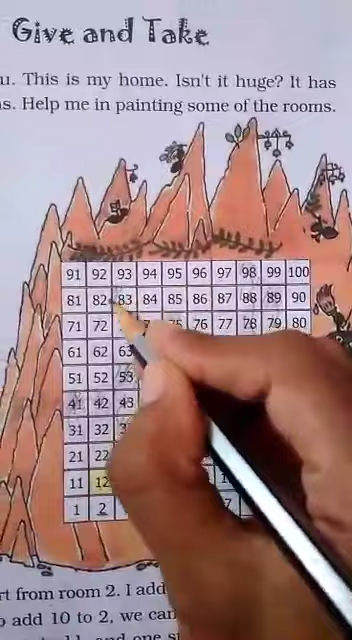 Give and Take
u. This is my home. Isn't it huge? It has
s. Help me in painting some of the rooms.
91 92 93 94 95 96 97 98 99 100
81 82 83 84 85 86 87 88 89 90
71 72 76 77 78 79 80
61 62 63
51 52 53
41 42 43
31 32
21 22
11 12
1 2 7
rt from room 2. I add
o add 10 to 2, we can
and one